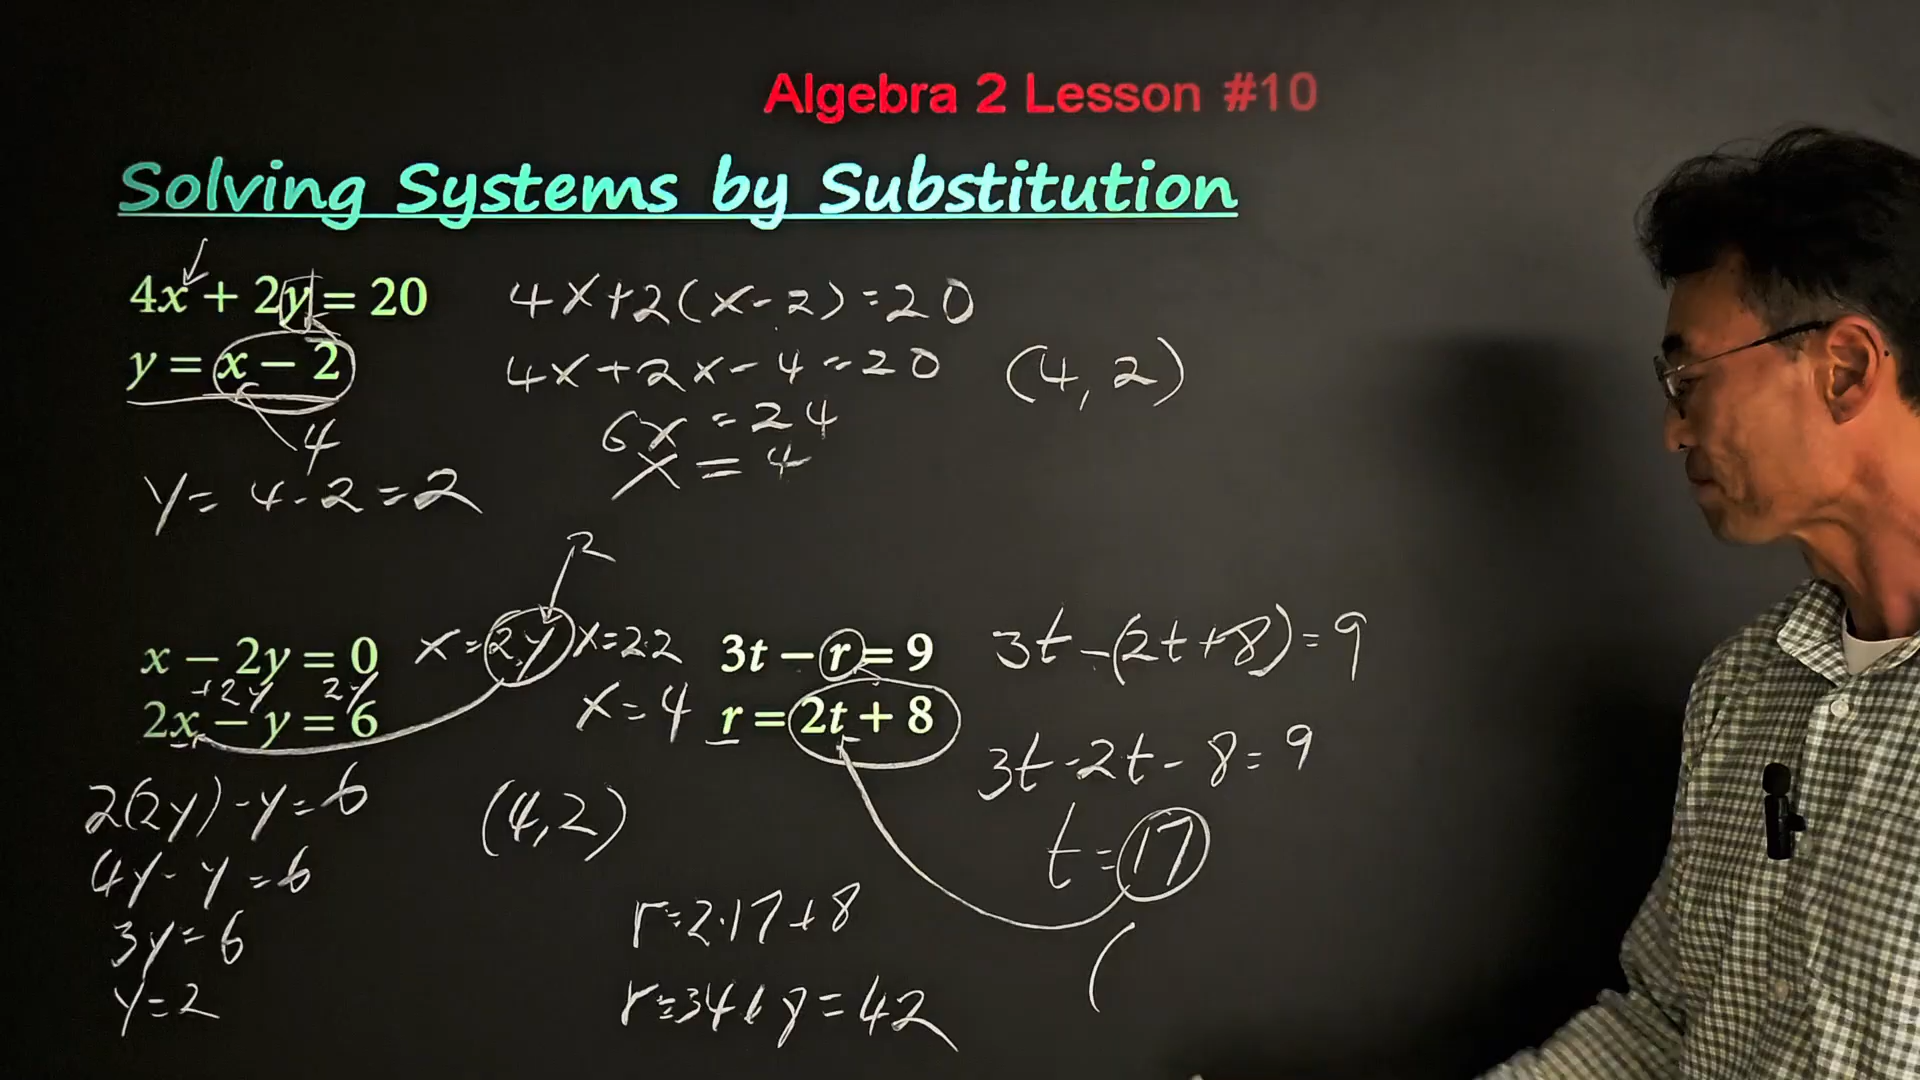 Algebra 2 Lesson #10
Solving Systems by Substitution
4x + 2y = 20
y = x − 2
4
y = 4 - 2 = 2
4x+2(x-2)=20
4x+2x-4=20
6x = 24
x = 4
(4, 2)
x − 2y = 0
+2y 2y
2x − y = 6
x=2y
2
x=2·2
x=4
2(2y)-y=6
4y-y=6
3y=6
y=2
(4,2)
3t − r = 9
r = 2t + 8
3t-(2t+8)=9
3t-2t-8=9
t=17
r=2·17+8
r=34+8=42
(